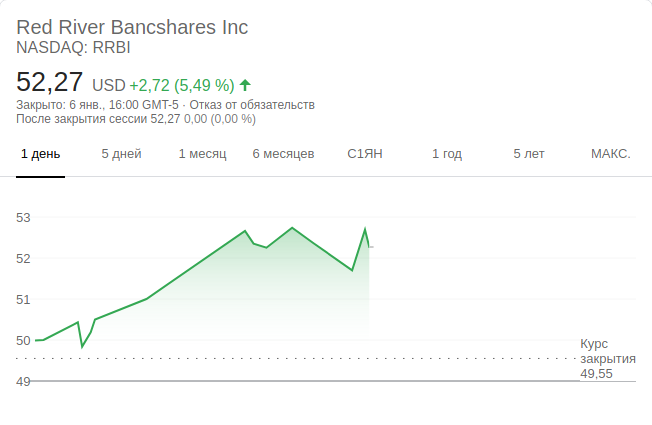 Red River Bancshares Inc
NASDAQ: RRBI
52,27 USD +2,72 (5,49 %)
Закрыто: 6 янв., 16:00 GMT-5 · Отказ от обязательств
После закрытия сессии 52,27 0,00 (0,00 %)
1 день 5 дней 1 месяц 6 месяцев С1ЯН 1 год 5 лет МАКС.
53
52
51
50
Курс
закрытия
49,55
49